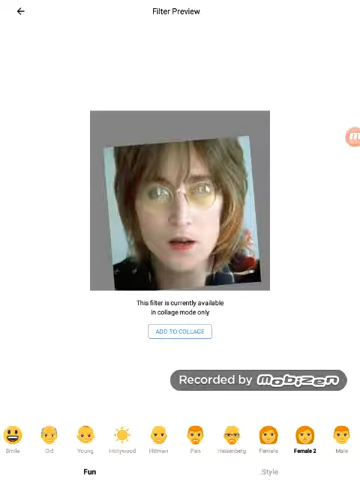 Filter Preview
This filter is currently available
in collage mode only
ADD TO COLLAGE
Recorded by mobizen
Smile Old Young Hollywood Hitman Pan Heisenberg Female Female 2 Male
Fun Style